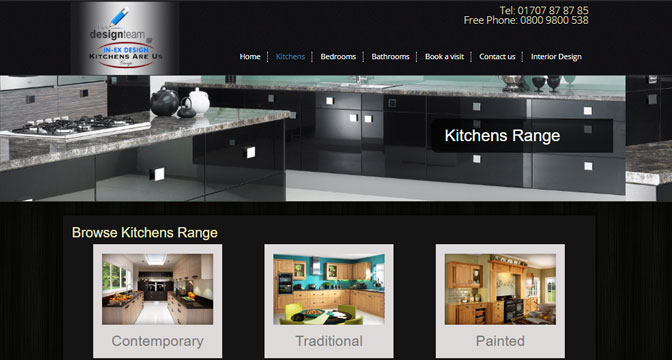 Tel: 01707 87 87 85
Free Phone: 0800 9800 538
designteam
IN-EX DESIGN
KITCHENS ARE US
Home
Kitchens
Bedrooms
Bathrooms
Book a visit
Contact us
Interior Design
Kitchens Range
Browse Kitchens Range
Contemporary
Traditional
Painted